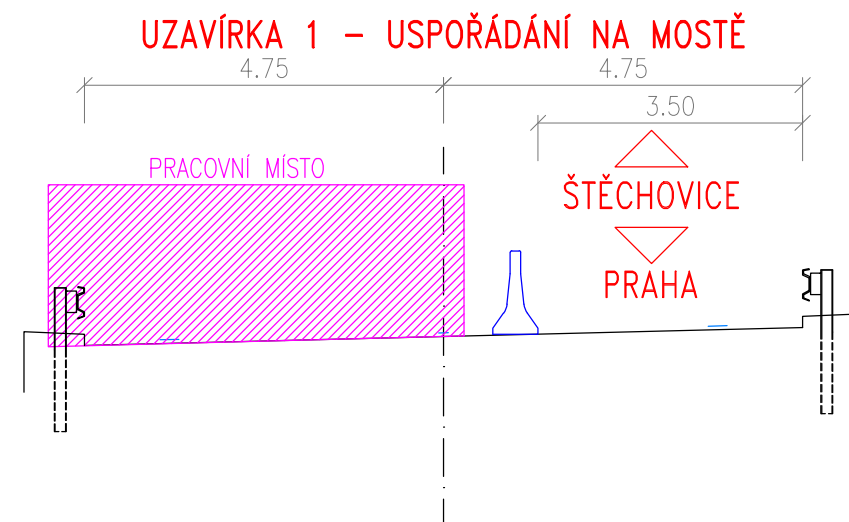 UZAVÍRKA 1 – USPOŘÁDÁNÍ NA MOSTĚ
4.75 4.75
3.50
PRACOVNÍ MÍSTO
ŠTĚCHOVICE
PRAHA